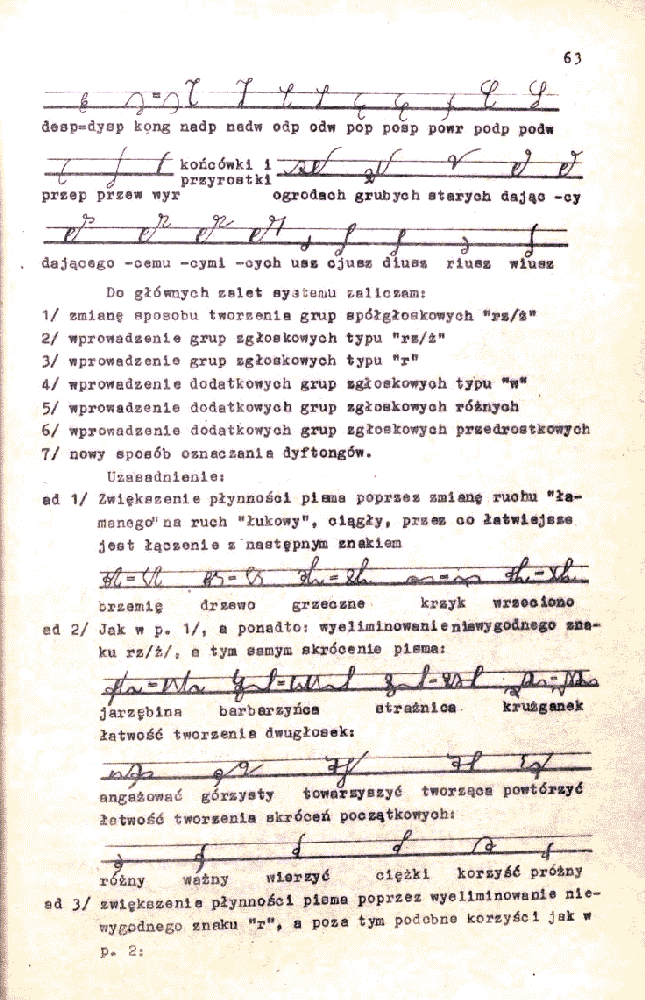 63
desp=dysp kong nadp nadw odp odw pop posp powr podp podw
końcówki i
przyrostki
przep przew wyr ogrodach grubych starych dając -cy
dającego -cemu -cymi -cych usz cjusz diusz riusz wiusz
Do głównych zalet systemu zaliczam:
1/ zmianę sposobu tworzenia grup spółgłoskowych "rz/ż"
2/ wprowadzenie grup zgłoskowych typu "rz/ż"
3/ wprowadzenie grup zgłoskowych typu "r"
4/ wprowadzenie dodatkowych grup zgłoskowych typu "w"
5/ wprowadzenie dodatkowych grup zgłoskowych różnych
6/ wprowadzenie dodatkowych grup zgłoskowych przedrostkowych
7/ nowy sposób oznaczania dyftongów.
Uzasadnienie:
ad 1/ Zwiększenie płynności pisma poprzez zmianę ruchu "ła-
manego" na ruch "łukowy", ciągły, przez co łatwiejsze
jest łączenie z następnym znakiem
brzemię drzewo grzeczne krzyk wrzeciono
ad 2/ Jak w p. 1/, a ponadto: wyeliminowanie niewygodnego zna-
ku rz/ż/, a tym samym skrócenie pisma:
jarzębina barbarzyńca strażnica krużganek
łatwość tworzenia dwugłosek:
angażować górzysty towarzyszyć tworząca powtórzyć
łatwość tworzenia skróceń początkowych:
różny ważny wierzyć ciężki korzyść próżny
ad 3/ zwiększenie płynności pisma poprzez wyeliminowanie nie-
wygodnego znaku "r", a poza tym podobne korzyści jak w
p. 2: